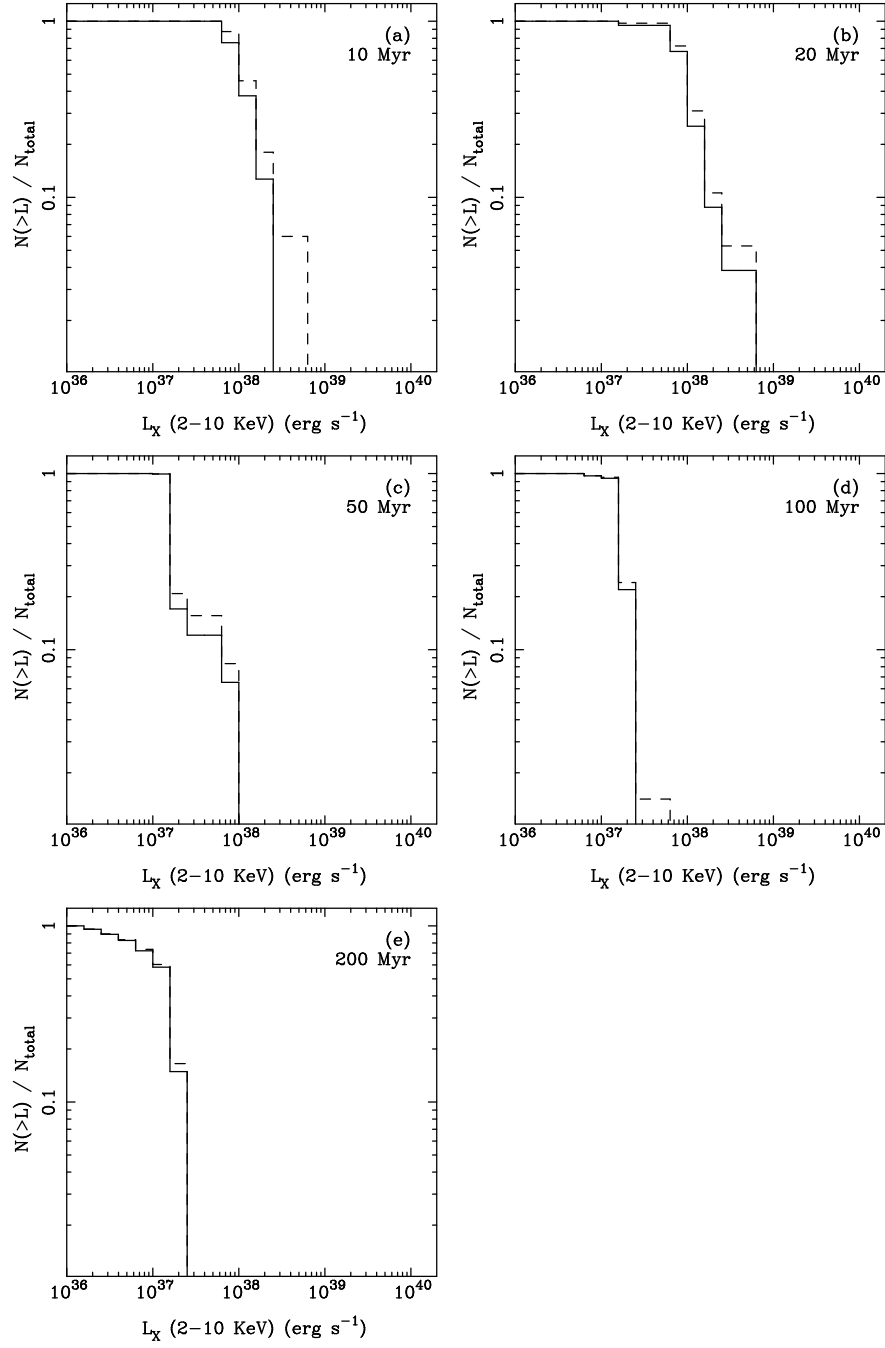 (a)
10 Myr
1
0.1
N(>L) / N_total
10^36 10^37 10^38 10^39 10^40
L_X (2−10 KeV) (erg s^−1)
(b)
20 Myr
1
0.1
N(>L) / N_total
10^36 10^37 10^38 10^39 10^40
L_X (2−10 KeV) (erg s^−1)
(c)
50 Myr
1
0.1
N(>L) / N_total
10^36 10^37 10^38 10^39 10^40
L_X (2−10 KeV) (erg s^−1)
(d)
100 Myr
1
0.1
N(>L) / N_total
10^36 10^37 10^38 10^39 10^40
L_X (2−10 KeV) (erg s^−1)
(e)
200 Myr
1
0.1
N(>L) / N_total
10^36 10^37 10^38 10^39 10^40
L_X (2−10 KeV) (erg s^−1)